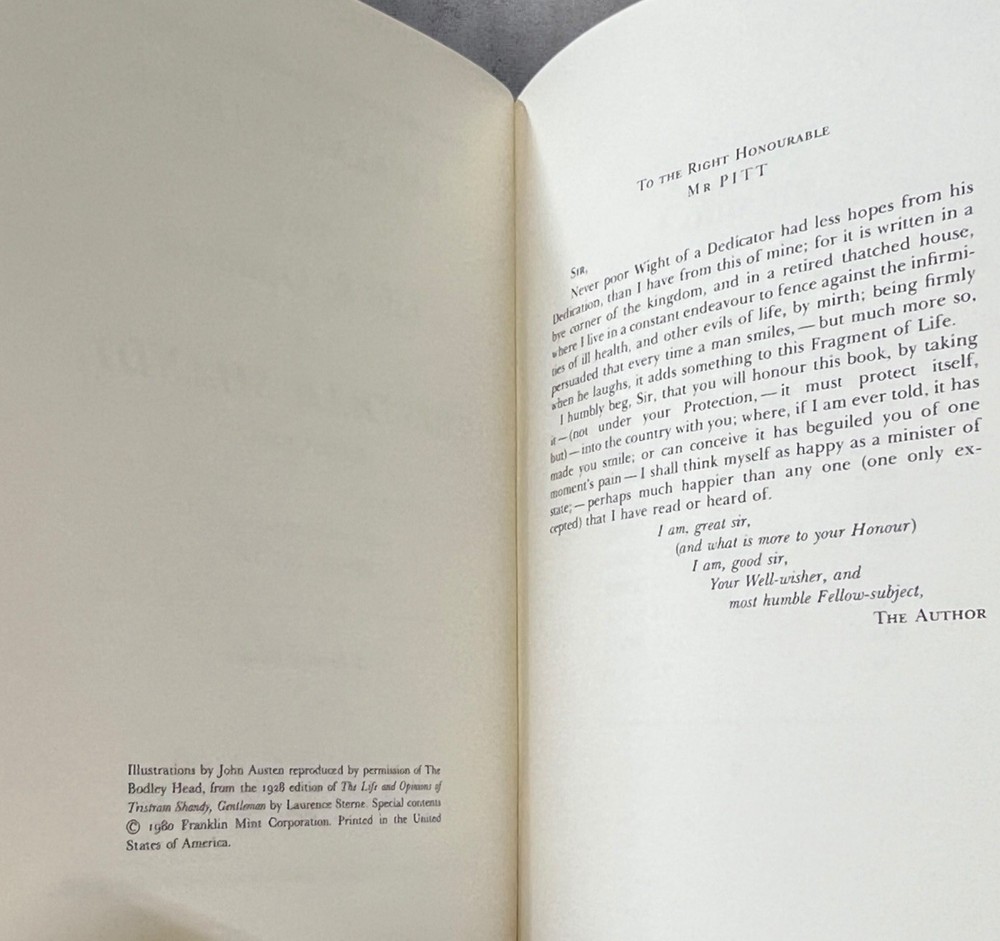 Illustrations by John Austen reproduced by permission of The
Bodley Head, from the 1928 edition of The Life and Opinions of
Tristram Shandy, Gentleman by Laurence Sterne. Special contents
© 1980 Franklin Mint Corporation. Printed in the United
States of America.
TO THE RIGHT HONOURABLE
MR PITT
SIR,
Never poor Wight of a Dedicator had less hopes from his
Dedication, than I have from this of mine; for it is written in a
bye corner of the kingdom, and in a retired thatched house,
where I live in a constant endeavour to fence against the infirmi-
ties of ill health, and other evils of life, by mirth; being firmly
persuaded that every time a man smiles,—but much more so,
when he laughs, it adds something to this Fragment of Life.
I humbly beg, Sir, that you will honour this book, by taking
it—(not under your Protection,—it must protect itself,
but)—into the country with you; where, if I am ever told, it has
made you smile; or can conceive it has beguiled you of one
moment's pain—I shall think myself as happy as a minister of
state;—perhaps much happier than any one (one only ex-
cepted) that I have read or heard of.
I am, great sir,
(and what is more to your Honour)
I am, good sir,
Your Well-wisher, and
most humble Fellow-subject,
THE AUTHOR